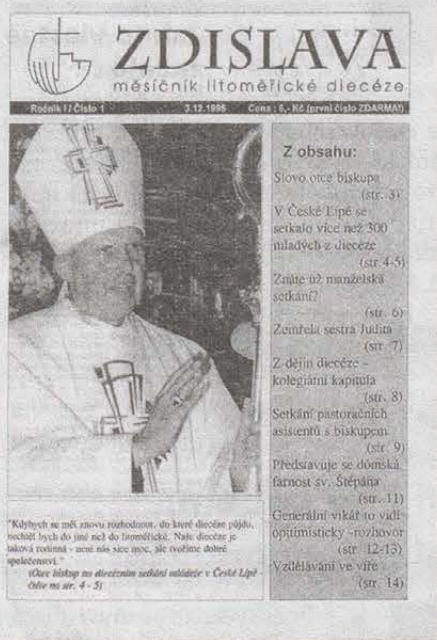 ZDISLAVA
měsíčník litoměřické diecéze
Ročník I / Číslo 1 3.12.1995 Cena : 6,- Kč (první číslo ZDARMA!)
Z obsahu:
Slovo otce biskupa
(str. 3)
V České Lípě se
setkalo více než 300
mladých z diecéze
(str. 4-5)
Znáte už manželská
setkání?
(str. 6)
Zemřela sestra Judita
(str. 7)
Z dějin diecéze -
kolegiátní kapitula
(str. 8)
Setkání pastoračních
asistentů s biskupem
(str. 9)
Představuje se dómská
farnost sv. Štěpána
(str. 11)
Generální vikář to vidí
optimisticky -rozhovor
(str. 12-13)
Vzdělávání ve víře
(str. 14)
"Kdybych se měl znovu rozhodnout, do které diecéze půjdu,
nechtěl bych do jiné než do litoměřické. Naše diecéze je
taková rodinná - není nás sice moc, ale tvoříme dobré
společenství."
(Otec biskup na diecézním setkání mládeže v České Lípě -
čtěte na str. 4 - 5)